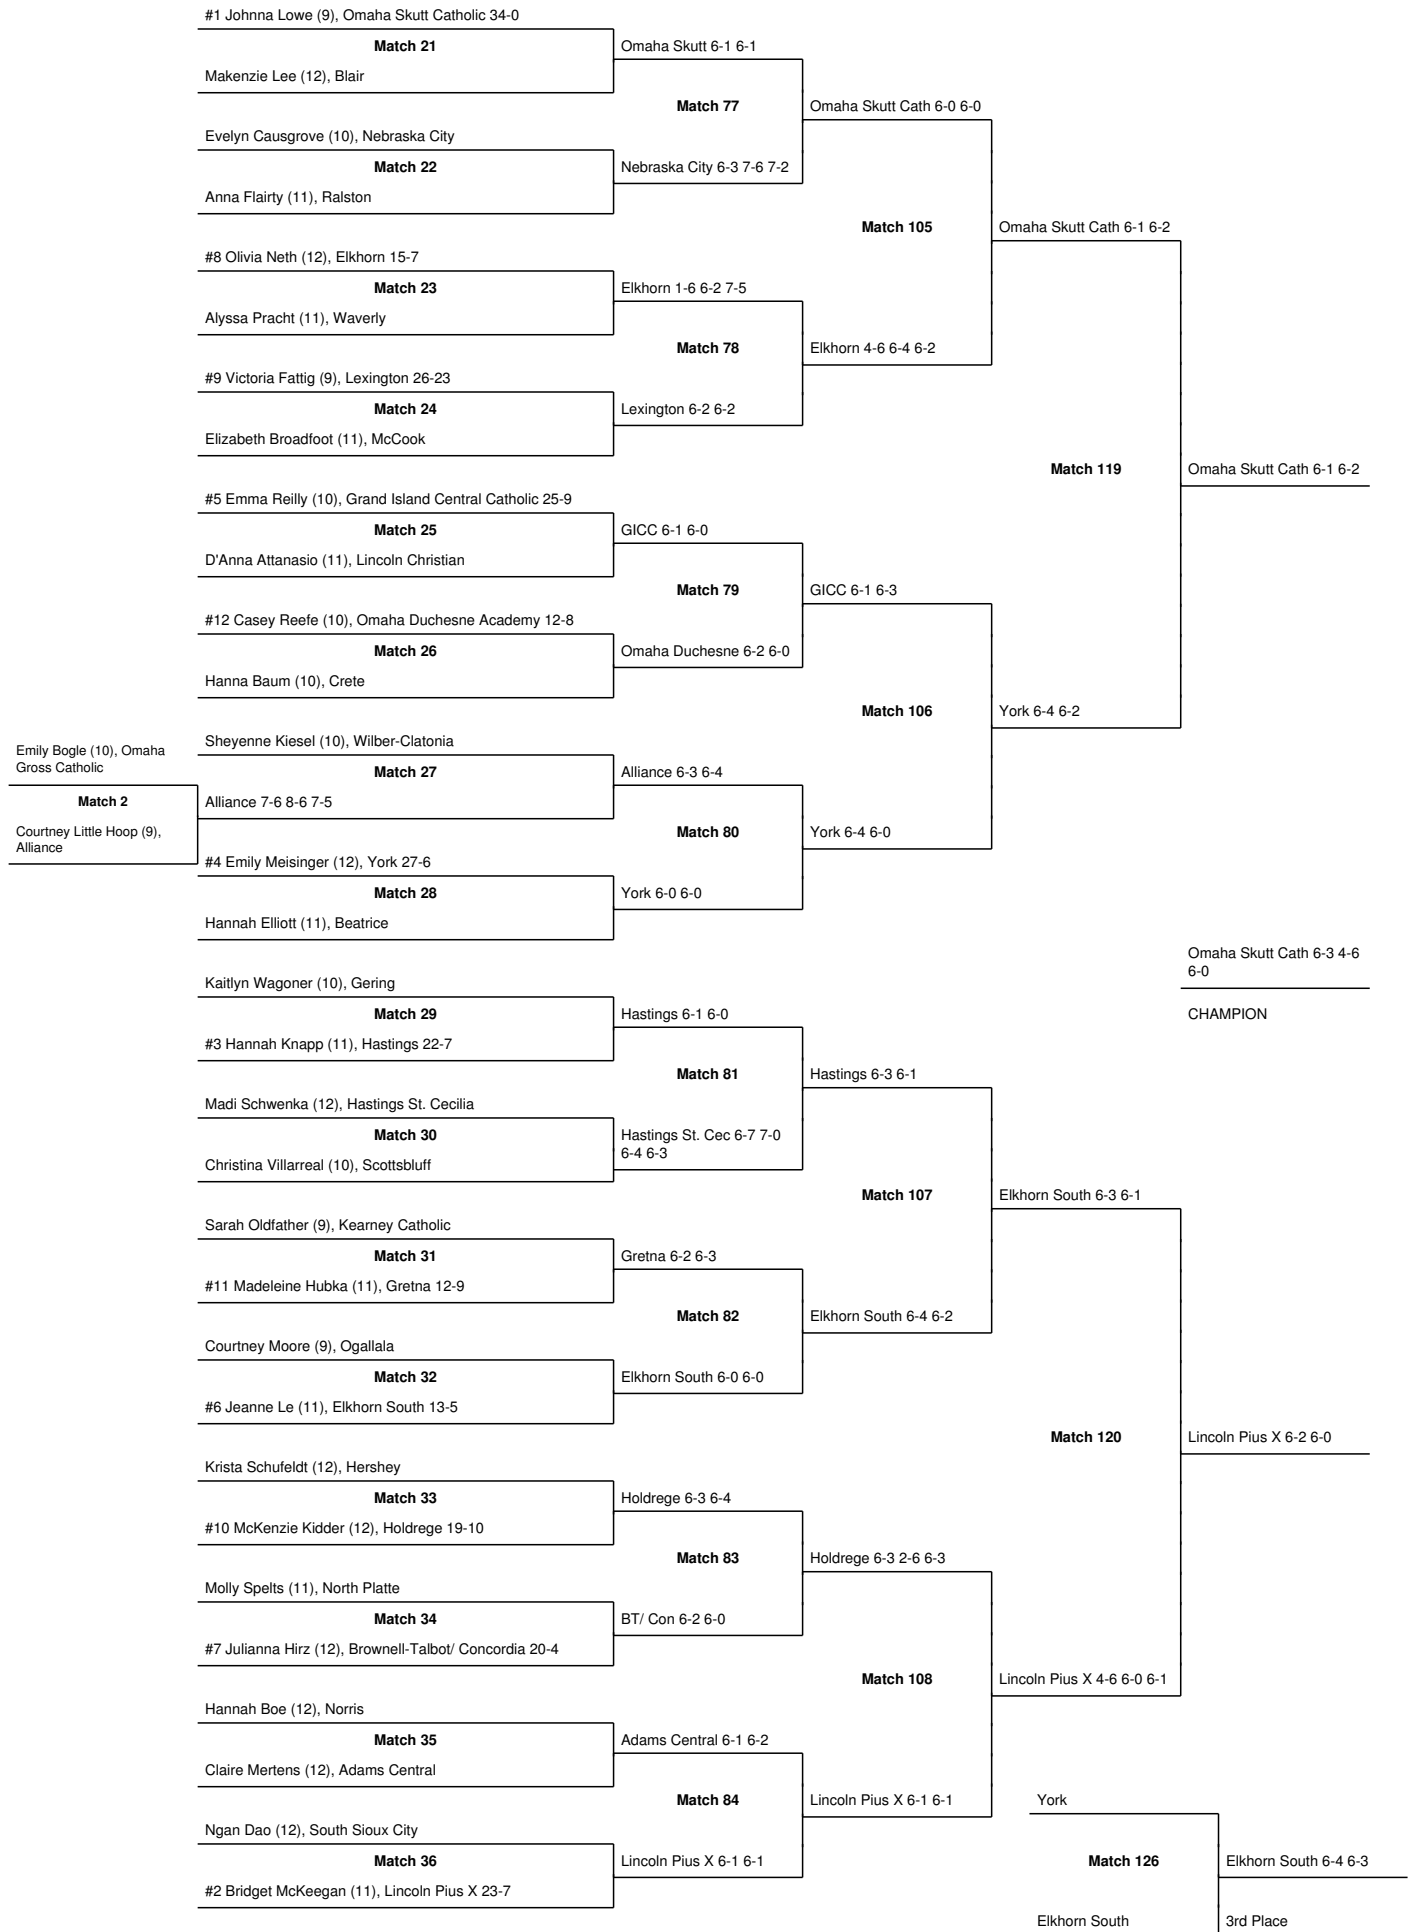 #1 Johnna Lowe (9), Omaha Skutt Catholic 34-0
Match 21
Omaha Skutt 6-1 6-1
Makenzie Lee (12), Blair
Match 77
Omaha Skutt Cath 6-0 6-0
Evelyn Causgrove (10), Nebraska City
Match 22
Nebraska City 6-3 7-6 7-2
Anna Flairty (11), Ralston
Match 105
Omaha Skutt Cath 6-1 6-2
#8 Olivia Neth (12), Elkhorn 15-7
Match 23
Elkhorn 1-6 6-2 7-5
Alyssa Pracht (11), Waverly
Match 78
Elkhorn 4-6 6-4 6-2
#9 Victoria Fattig (9), Lexington 26-23
Match 24
Lexington 6-2 6-2
Elizabeth Broadfoot (11), McCook
Match 119
Omaha Skutt Cath 6-1 6-2
#5 Emma Reilly (10), Grand Island Central Catholic 25-9
Match 25
GICC 6-1 6-0
D'Anna Attanasio (11), Lincoln Christian
Match 79
GICC 6-1 6-3
#12 Casey Reefe (10), Omaha Duchesne Academy 12-8
Match 26
Omaha Duchesne 6-2 6-0
Hanna Baum (10), Crete
Match 106
York 6-4 6-2
Emily Bogle (10), Omaha
Gross Catholic
Match 2
Courtney Little Hoop (9),
Alliance
Sheyenne Kiesel (10), Wilber-Clatonia
Match 27
Alliance 6-3 6-4
Alliance 7-6 8-6 7-5
Match 80
York 6-4 6-0
#4 Emily Meisinger (12), York 27-6
Match 28
York 6-0 6-0
Hannah Elliott (11), Beatrice
Omaha Skutt Cath 6-3 4-6
6-0
CHAMPION
Kaitlyn Wagoner (10), Gering
Match 29
Hastings 6-1 6-0
#3 Hannah Knapp (11), Hastings 22-7
Match 81
Hastings 6-3 6-1
Madi Schwenka (12), Hastings St. Cecilia
Match 30
Hastings St. Cec 6-7 7-0
6-4 6-3
Christina Villarreal (10), Scottsbluff
Match 107
Elkhorn South 6-3 6-1
Sarah Oldfather (9), Kearney Catholic
Match 31
Gretna 6-2 6-3
#11 Madeleine Hubka (11), Gretna 12-9
Match 82
Elkhorn South 6-4 6-2
Courtney Moore (9), Ogallala
Match 32
Elkhorn South 6-0 6-0
#6 Jeanne Le (11), Elkhorn South 13-5
Match 120
Lincoln Pius X 6-2 6-0
Krista Schufeldt (12), Hershey
Match 33
Holdrege 6-3 6-4
#10 McKenzie Kidder (12), Holdrege 19-10
Match 83
Holdrege 6-3 2-6 6-3
Molly Spelts (11), North Platte
Match 34
BT/ Con 6-2 6-0
#7 Julianna Hirz (12), Brownell-Talbot/ Concordia 20-4
Match 108
Lincoln Pius X 4-6 6-0 6-1
Hannah Boe (12), Norris
Match 35
Adams Central 6-1 6-2
Claire Mertens (12), Adams Central
Match 84
Lincoln Pius X 6-1 6-1
Ngan Dao (12), South Sioux City
Match 36
Lincoln Pius X 6-1 6-1
#2 Bridget McKeegan (11), Lincoln Pius X 23-7
York
Match 126
Elkhorn South 6-4 6-3
Elkhorn South
3rd Place